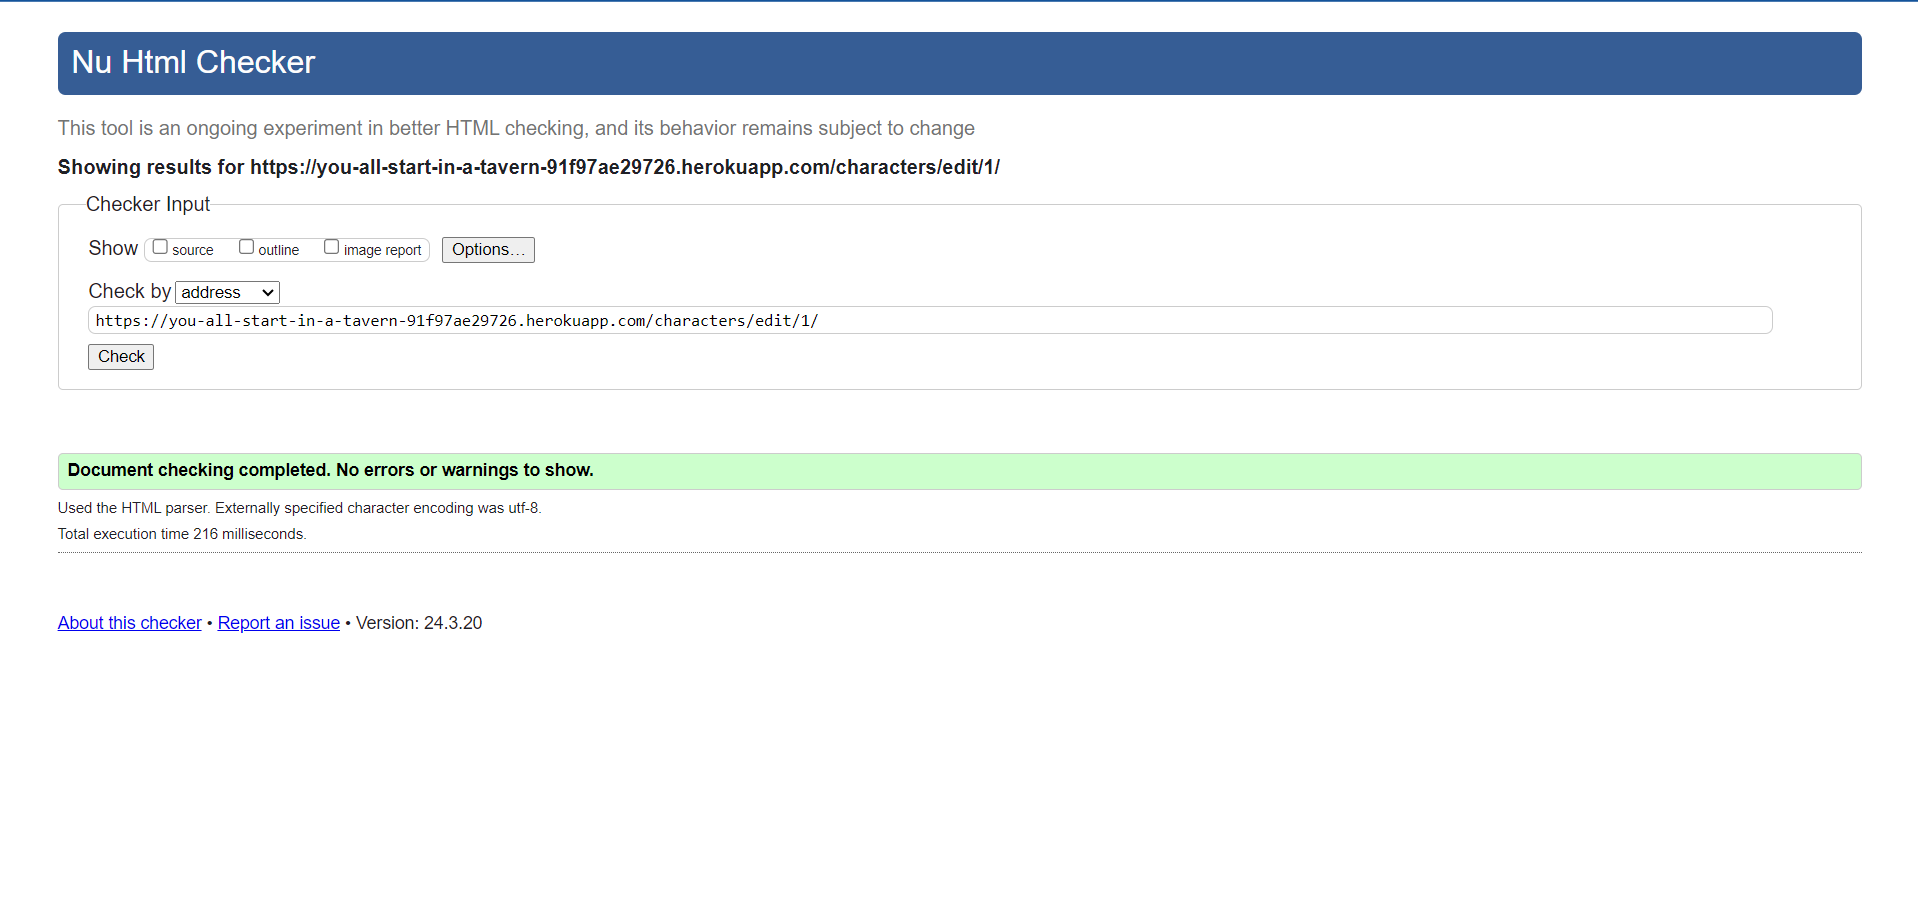 Nu Html Checker
This tool is an ongoing experiment in better HTML checking, and its behavior remains subject to change
Showing results for https://you-all-start-in-a-tavern-91f97ae29726.herokuapp.com/characters/edit/1/
Checker Input
Show source outline image report Options...
Check by address
https://you-all-start-in-a-tavern-91f97ae29726.herokuapp.com/characters/edit/1/
Check
Document checking completed. No errors or warnings to show.
Used the HTML parser. Externally specified character encoding was utf-8.
Total execution time 216 milliseconds.
About this checker • Report an issue • Version: 24.3.20